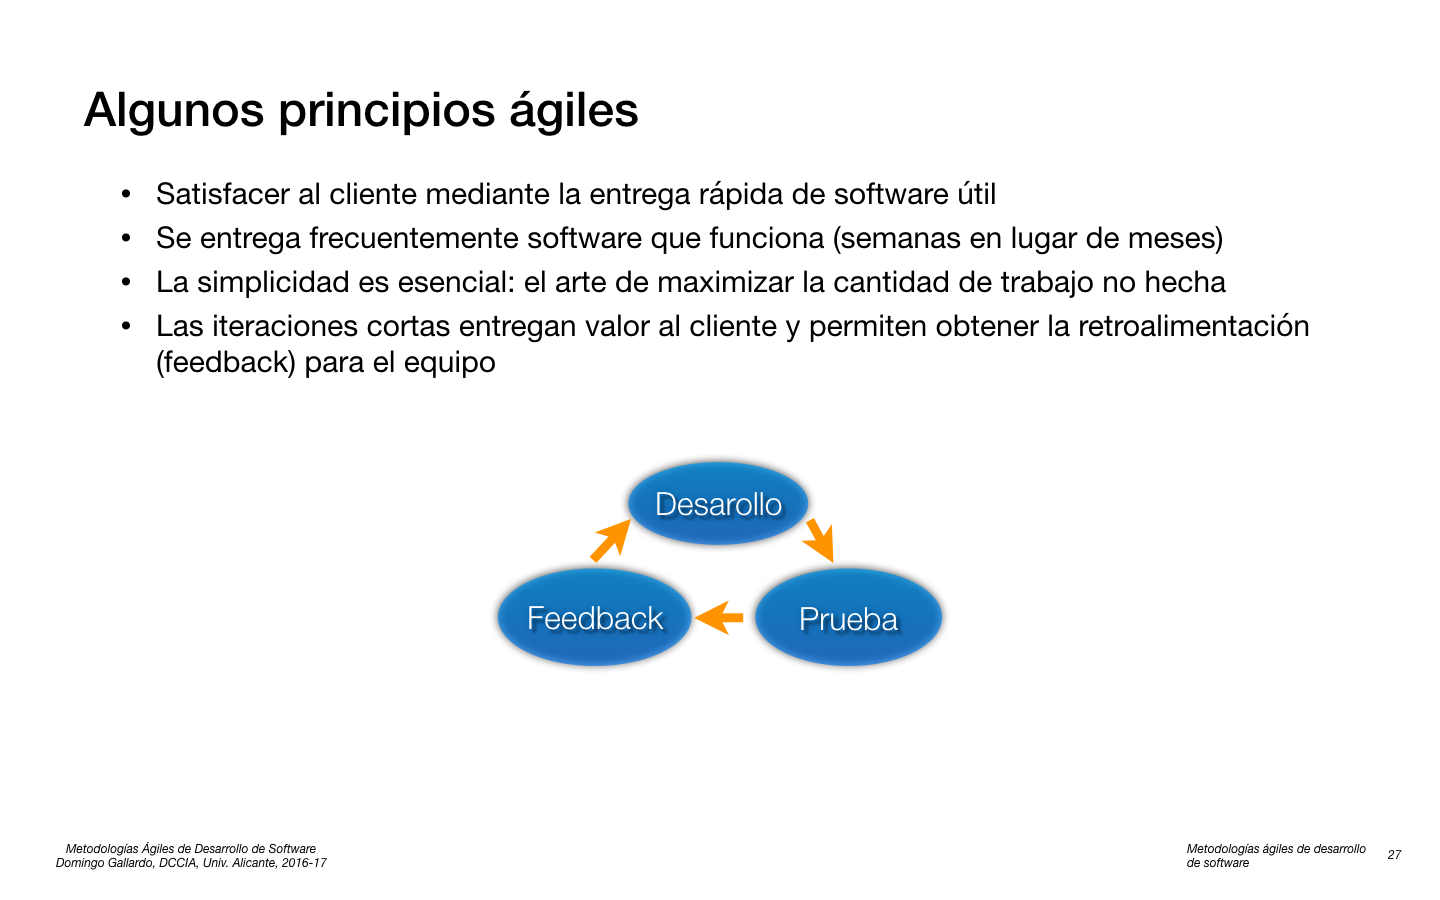 Algunos principios ágiles
• Satisfacer al cliente mediante la entrega rápida de software útil
• Se entrega frecuentemente software que funciona (semanas en lugar de meses)
• La simplicidad es esencial: el arte de maximizar la cantidad de trabajo no hecha
• Las iteraciones cortas entregan valor al cliente y permiten obtener la retroalimentación
(feedback) para el equipo
Desarollo
Feedback
Prueba
Metodologías Ágiles de Desarrollo de Software
Domingo Gallardo, DCCIA, Univ. Alicante, 2016-17
Metodologías ágiles de desarrollo
de software
27